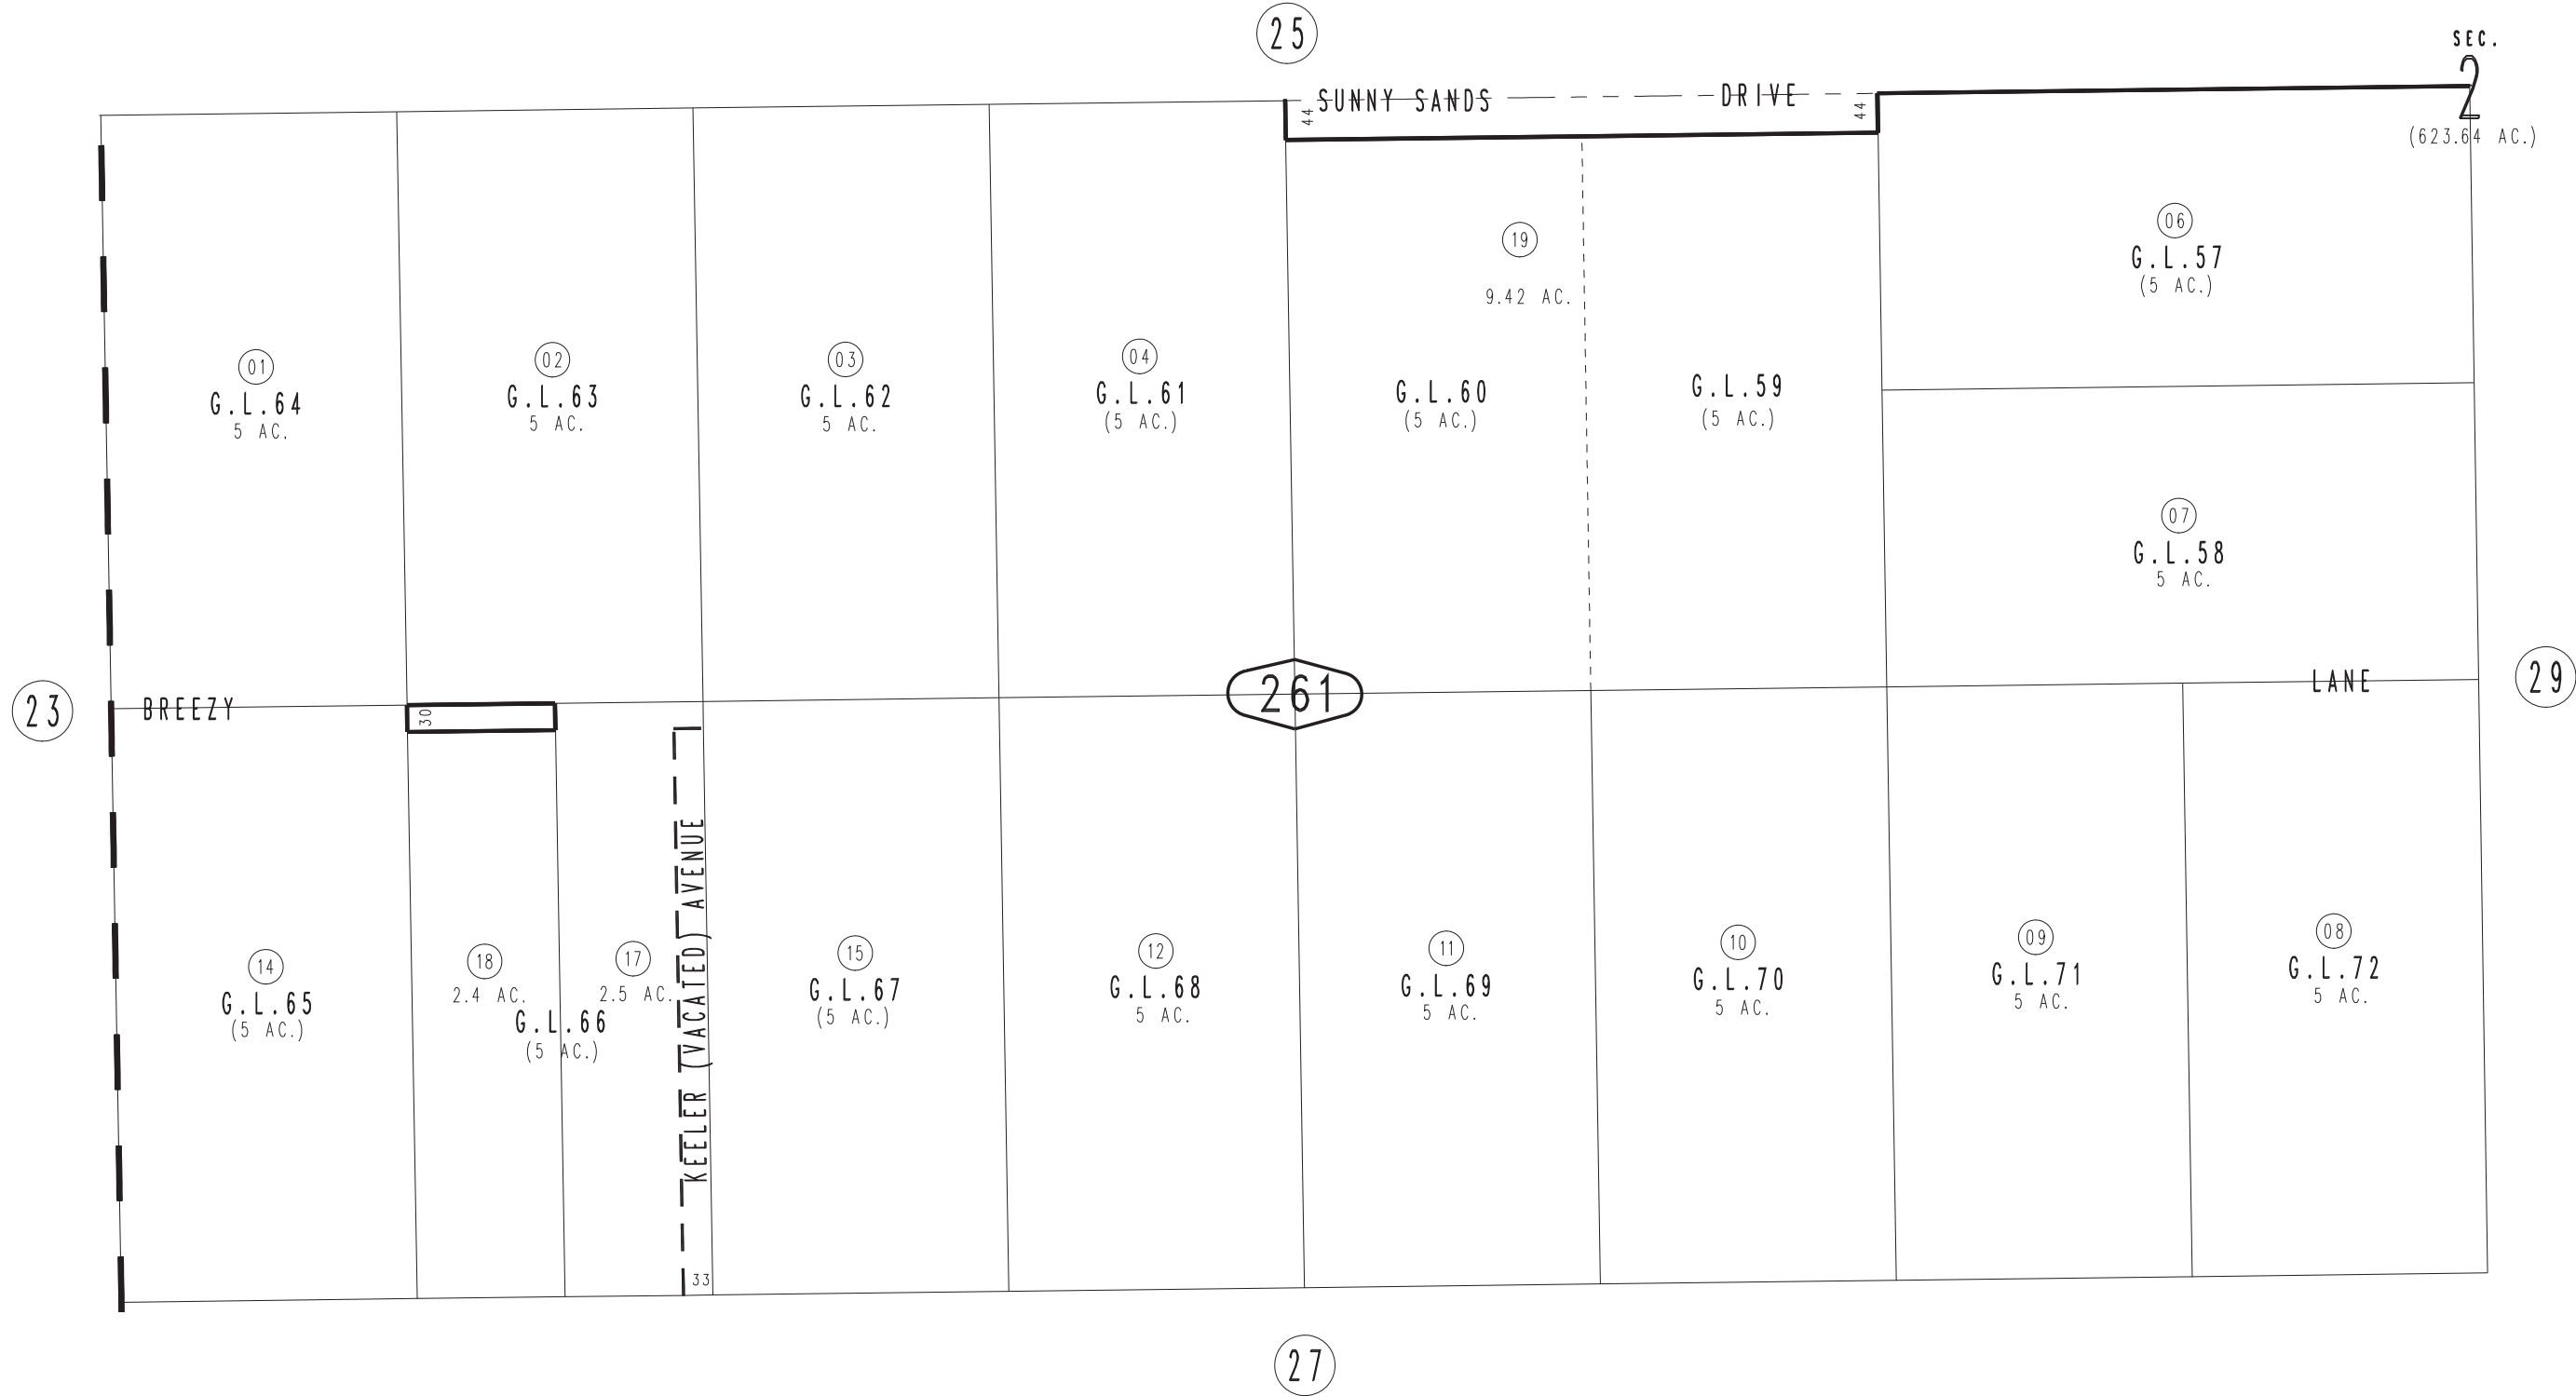 25
SEC.
2
(623.64 AC.)
SUNNY SANDS DRIVE
44
44
01
G.L.64
5 AC.
02
G.L.63
5 AC.
03
G.L.62
5 AC.
04
G.L.61
(5 AC.)
19
9.42 AC.
G.L.60
(5 AC.)
G.L.59
(5 AC.)
06
G.L.57
(5 AC.)
07
G.L.58
5 AC.
23
BREEZY LANE
30
261
29
14
G.L.65
(5 AC.)
18
2.4 AC.
17
2.5 AC.
G.L.66
(5 AC.)
KEELER (VACATED) AVENUE
33
15
G.L.67
(5 AC.)
12
G.L.68
5 AC.
11
G.L.69
5 AC.
10
G.L.70
5 AC.
09
G.L.71
5 AC.
08
G.L.72
5 AC.
27